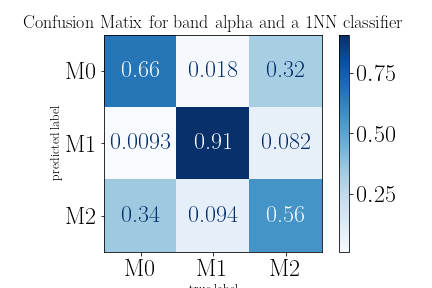 Confusion Matix for band alpha and a 1NN classifier
M0 0.66 0.018 0.32 0.75
M1 0.0093 0.91 0.082 0.50
M2 0.34 0.094 0.56 0.25
M0 M1 M2
predicted label
true label